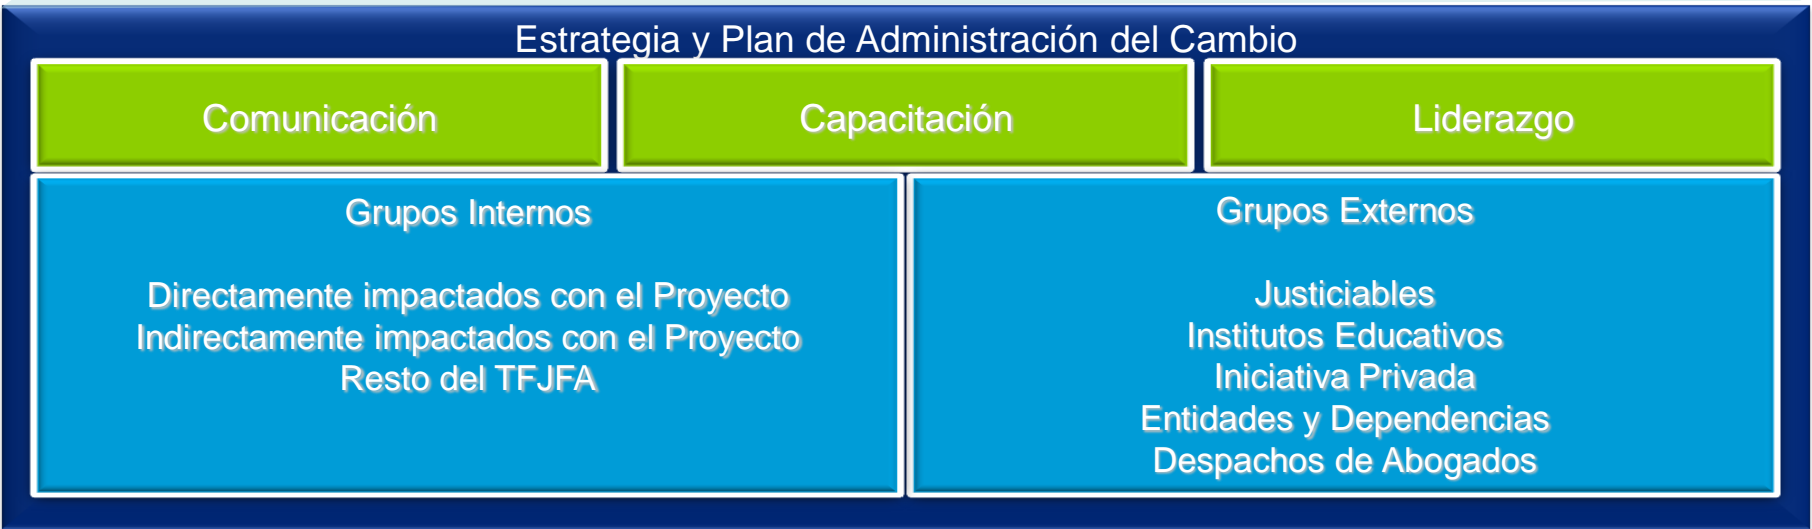 Estrategia y Plan de Administración del Cambio
Comunicación
Capacitación
Liderazgo
Grupos Internos
Directamente impactados con el Proyecto
Indirectamente impactados con el Proyecto
Resto del TFJFA
Grupos Externos
Justiciables
Institutos Educativos
Iniciativa Privada
Entidades y Dependencias
Despachos de Abogados